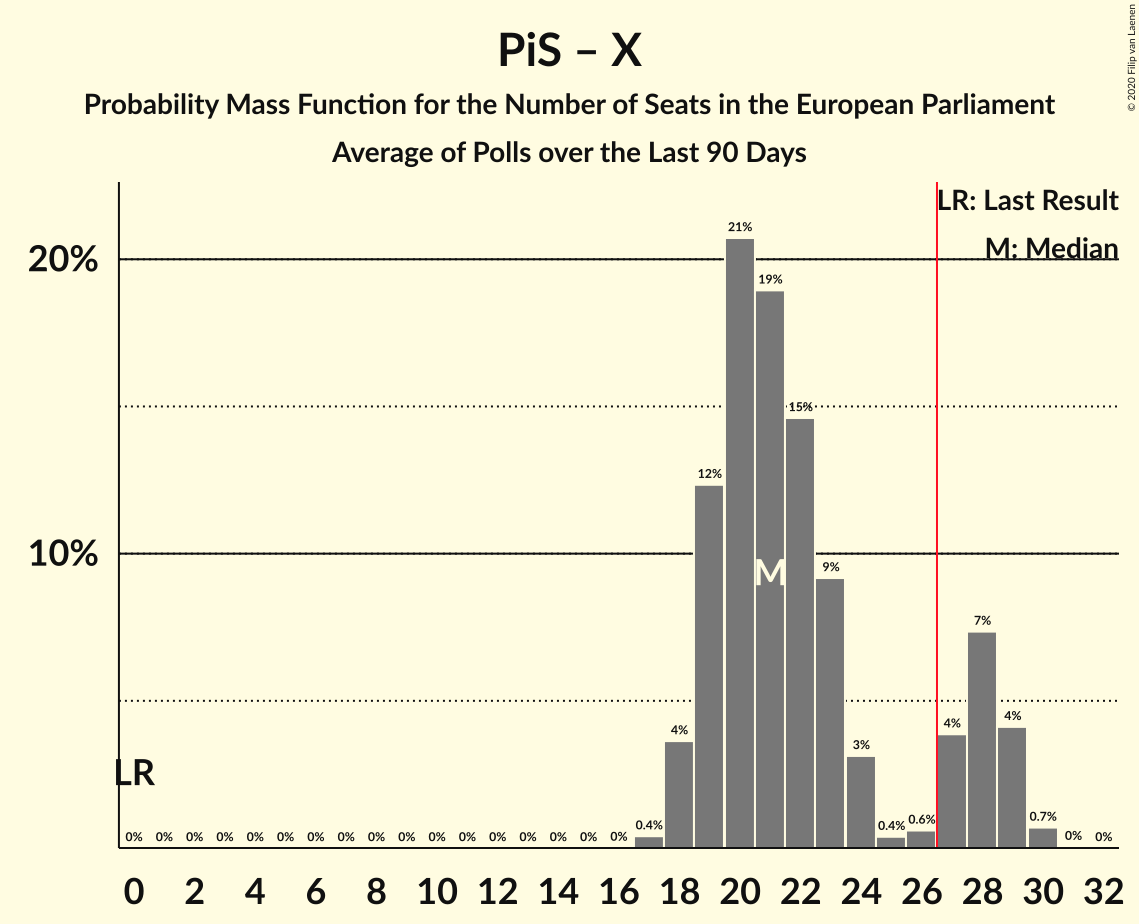 PiS – X
Probability Mass Function for the Number of Seats in the European Parliament
Average of Polls over the Last 90 Days
© 2020 Filip van Laenen
LR: Last Result
M: Median
20%
10%
21%
19%
15%
12%
9%
7%
4%
4%
4%
3%
0.7%
0.6%
0.4%
0.4%
M
LR
0% 0% 0% 0% 0% 0% 0% 0% 0% 0% 0% 0% 0% 0% 0% 0% 0% 0% 0%
0 2 4 6 8 10 12 14 16 18 20 22 24 26 28 30 32